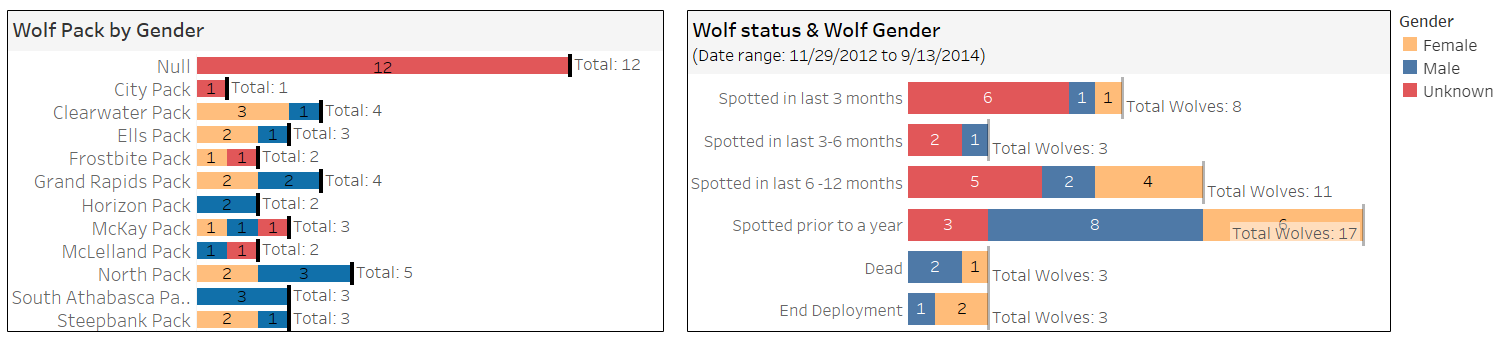 Wolf Pack by Gender
Null 12 Total: 12
City Pack 1 Total: 1
Clearwater Pack 3 1 Total: 4
Ells Pack 2 1 Total: 3
Frostbite Pack 1 1 Total: 2
Grand Rapids Pack 2 2 Total: 4
Horizon Pack 2 Total: 2
McKay Pack 1 1 1 Total: 3
McLelland Pack 1 1 Total: 2
North Pack 2 3 Total: 5
South Athabasca Pa.. 3 Total: 3
Steepbank Pack 2 1 Total: 3
Wolf status & Wolf Gender
(Date range: 11/29/2012 to 9/13/2014)
Spotted in last 3 months 6 1 1 Total Wolves: 8
Spotted in last 3-6 months 2 1 Total Wolves: 3
Spotted in last 6 -12 months 5 2 4 Total Wolves: 11
Spotted prior to a year 3 8 6 Total Wolves: 17
Dead 2 1 Total Wolves: 3
End Deployment 1 2 Total Wolves: 3
Gender
Female
Male
Unknown